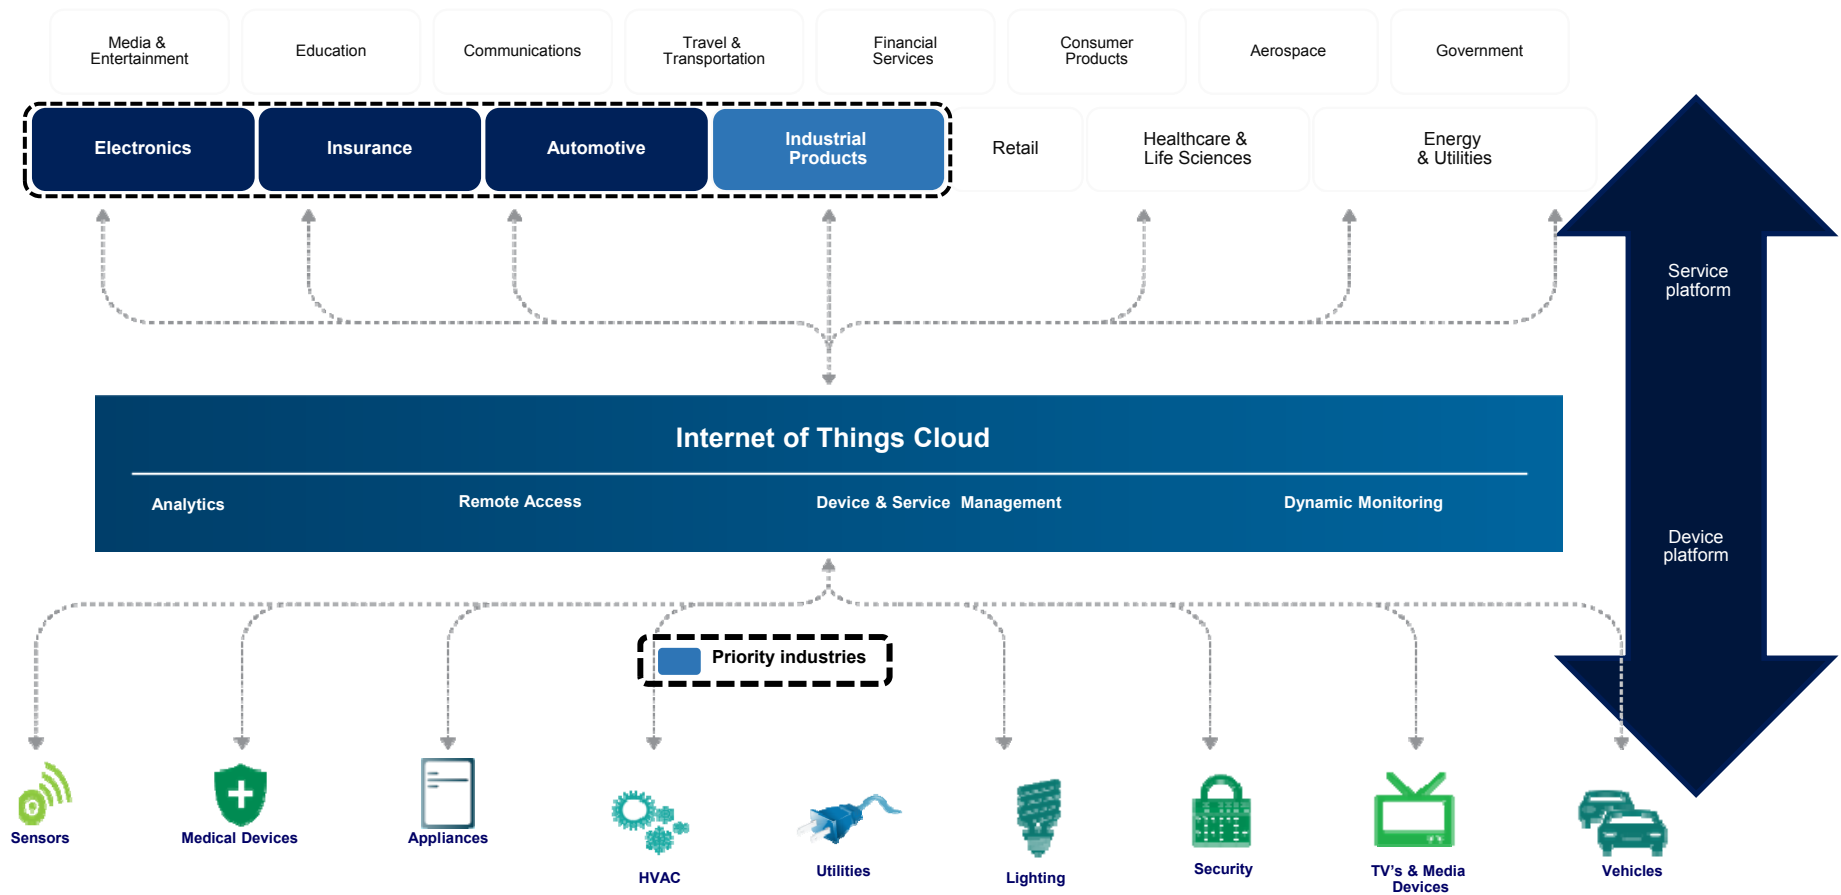 Media &
Entertainment
Education
Communications
Travel &
Transportation
Financial
Services
Consumer
Products
Aerospace
Government
Electronics
Insurance
Automotive
Industrial
Products
Retail
Healthcare &
Life Sciences
Energy
& Utilities
Service
platform
Internet of Things Cloud
Analytics
Remote Access
Device & Service Management
Dynamic Monitoring
Device
platform
Priority industries
Sensors
Medical Devices
Appliances
HVAC
Utilities
Lighting
Security
TV's & Media
Devices
Vehicles